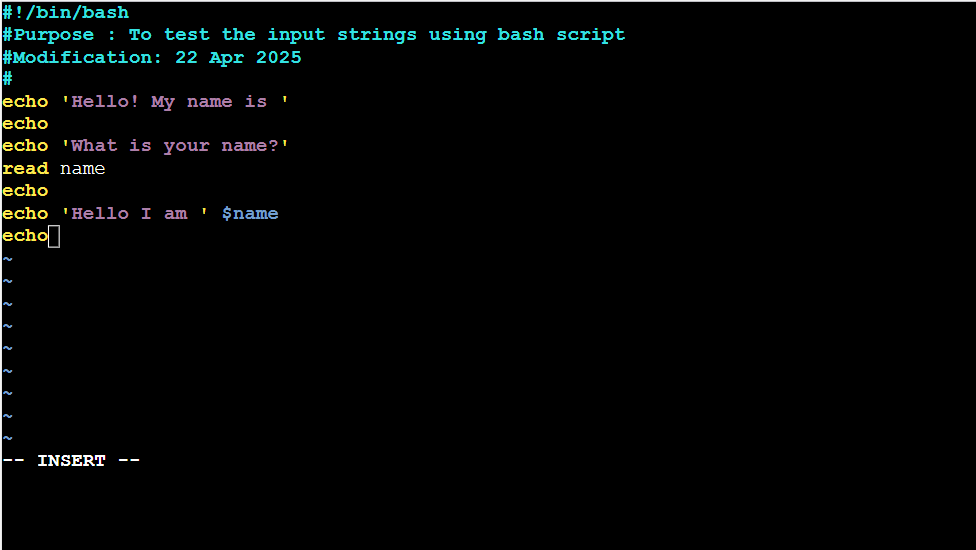 #!/bin/bash
#Purpose : To test the input strings using bash script
#Modification: 22 Apr 2025
#
echo 'Hello! My name is '
echo
echo 'What is your name?'
read name
echo
echo 'Hello I am ' $name
echo
~
~
~
~
~
~
~
~
~
-- INSERT --